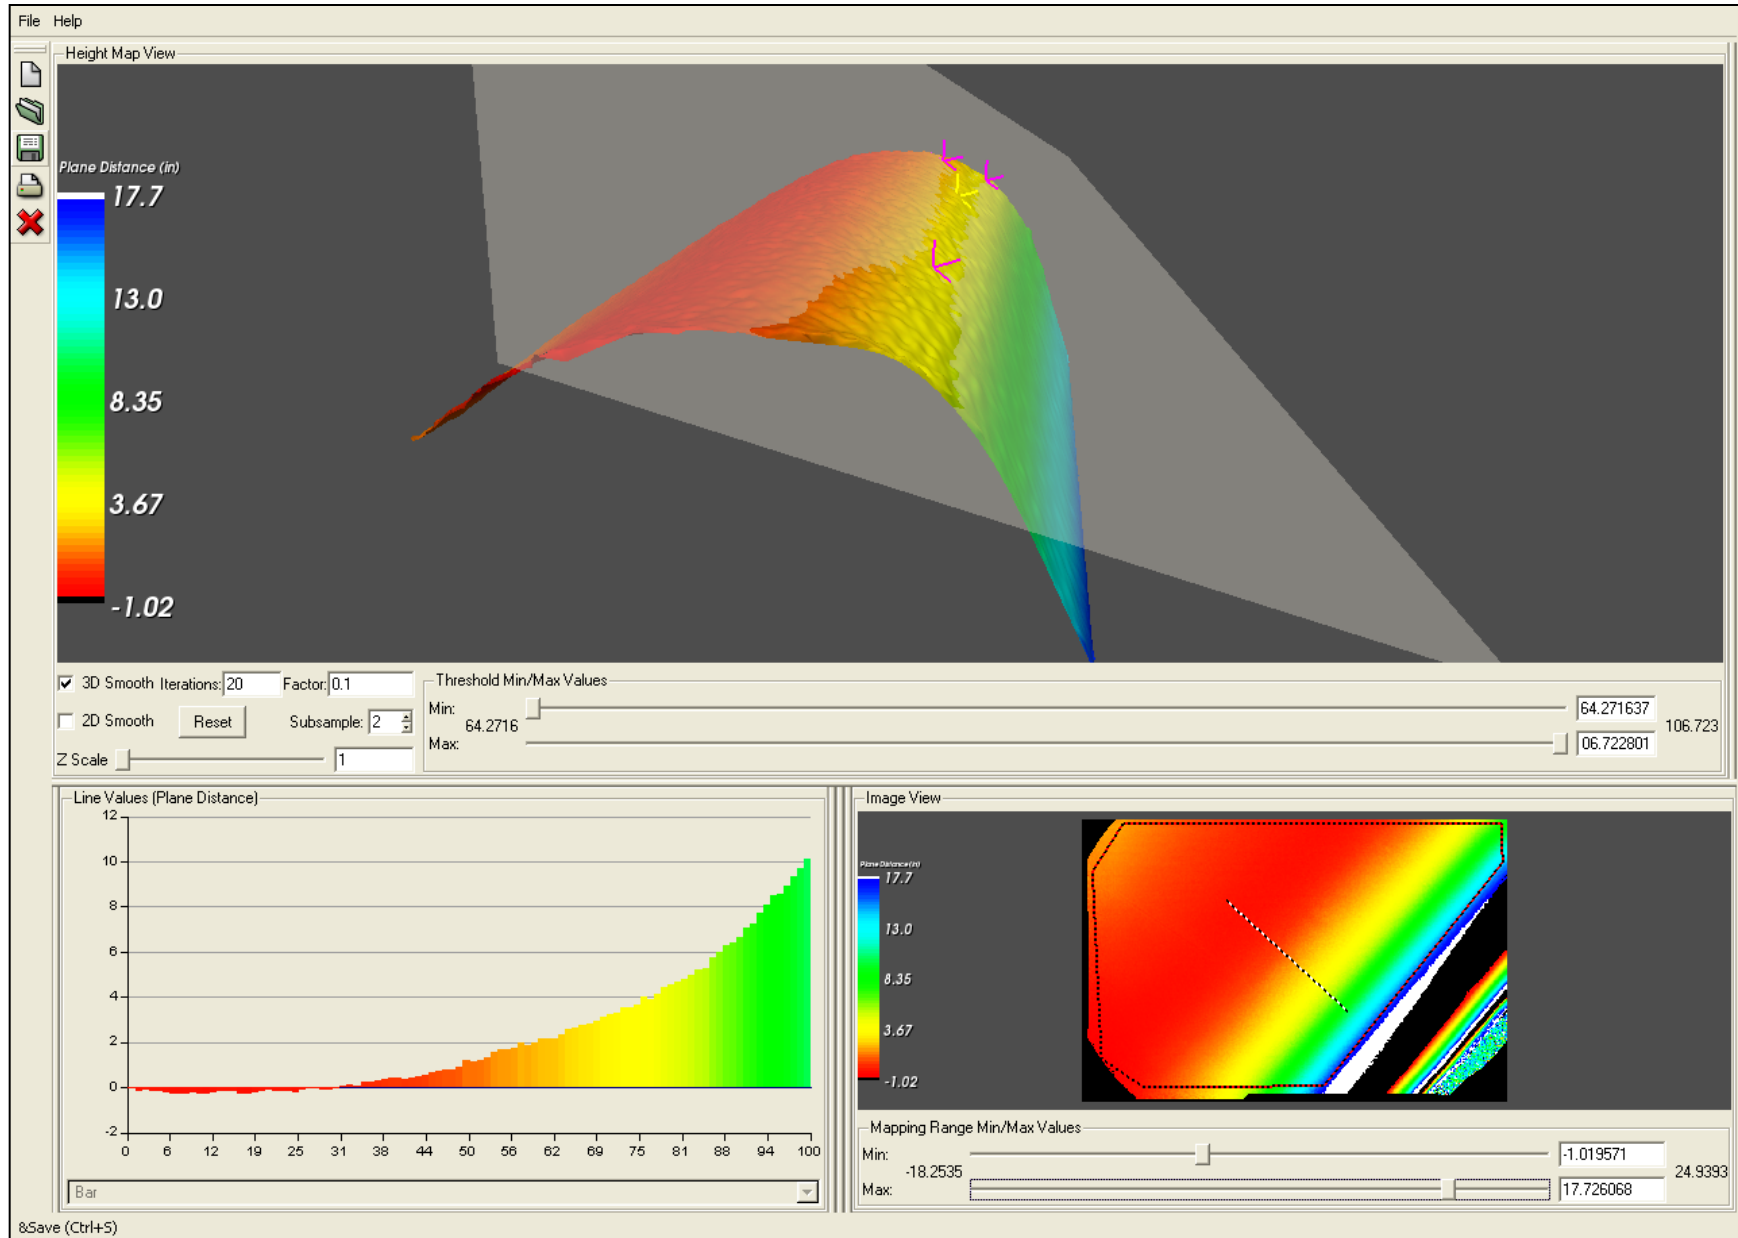 File Help
Height Map View
Plane Distance (in)
17.7
13.0
8.35
3.67
-1.02
3D Smooth Iterations: 20 Factor: 0.1
2D Smooth Reset Subsample: 2
Z Scale 1
Threshold Min/Max Values
Min: 64.271637
64.2716 106.723
Max: 06.722801
Line Values (Plane Distance)
12
10
8
6
4
2
0
-2
0 6 12 19 25 31 38 44 50 56 62 69 75 81 88 94 100
Bar
Image View
Plane Distance (in)
17.7
13.0
8.35
3.67
-1.02
Mapping Range Min/Max Values
Min: -1.019571
-18.2535 24.9393
Max: 17.726068
&Save (Ctrl+S)